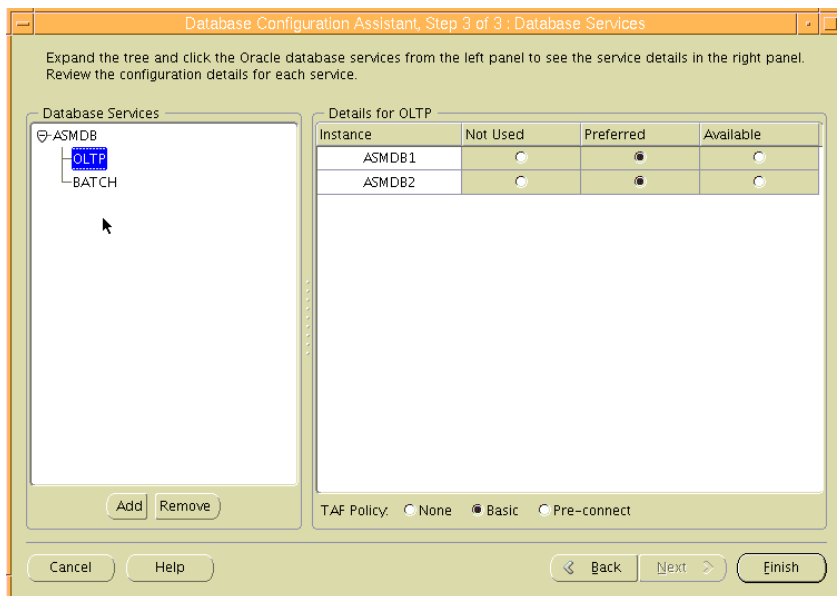 Database Configuration Assistant, Step 3 of 3 : Database Services
Expand the tree and click the Oracle database services from the left panel to see the service details in the right panel.
Review the configuration details for each service.
Database Services
ASMDB
OLTP
BATCH
Add Remove
Details for OLTP
Instance Not Used Preferred Available
ASMDB1
ASMDB2
TAF Policy: None Basic Pre-connect
Cancel Help Back Next Finish